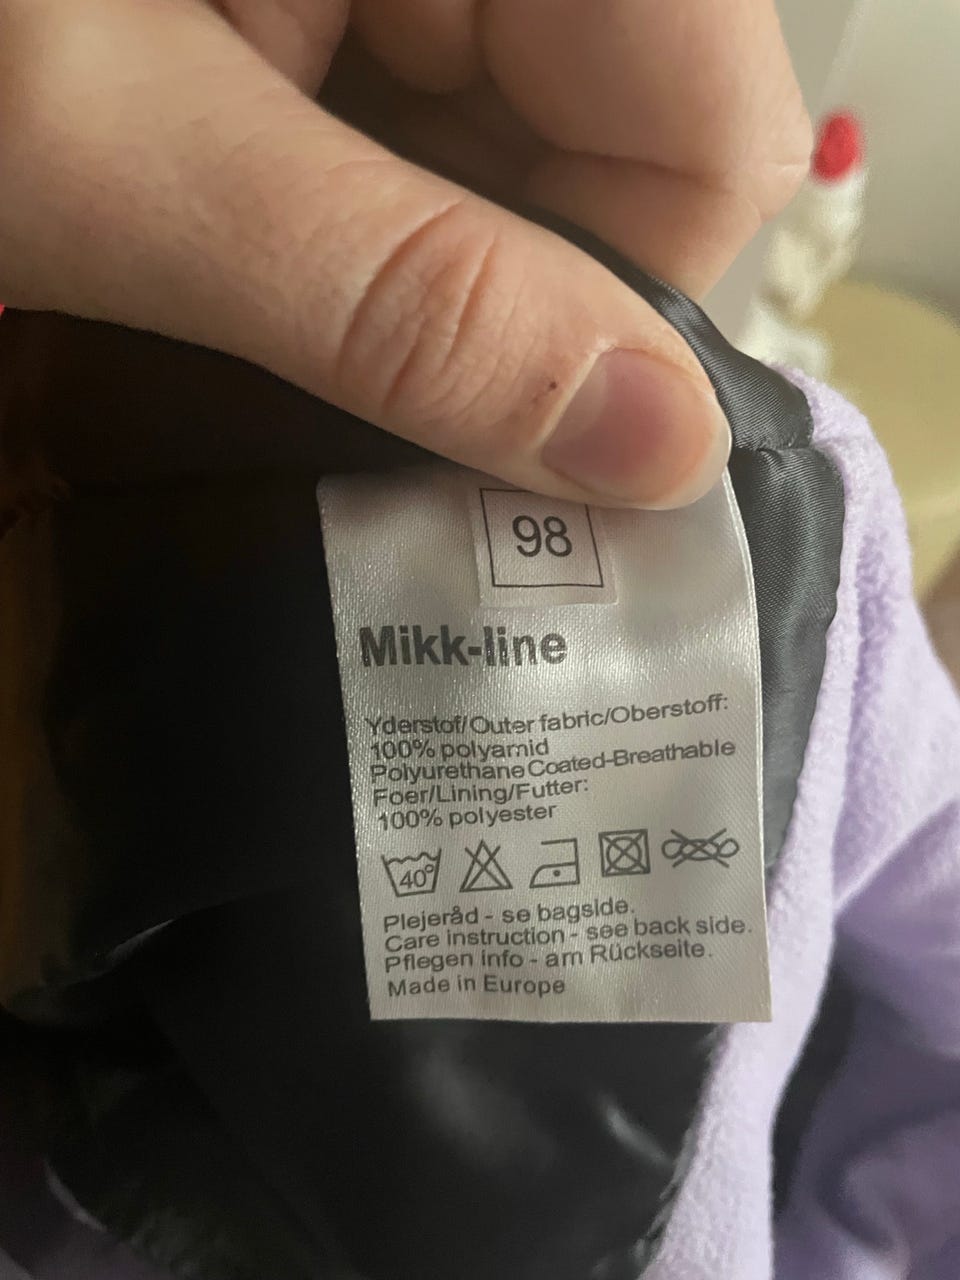 98
Mikk-line
Yderstof/Outer fabric/Oberstoff:
100% polyamid
Polyurethane Coated-Breathable
Foer/Lining/Futter:
100% polyester
40°
Plejeråd - se bagside.
Care instruction - see back side.
Pflegen info - am Rückseite.
Made in Europe